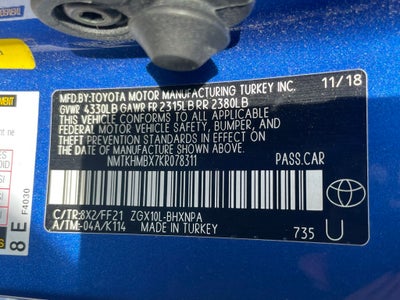 MFD.BY:TOYOTA MOTOR MANUFACTURING TURKEY INC. 11/18
GVWR 4330LB GAWR FR 2315LB RR 2380LB
THIS VEHICLE CONFORMS TO ALL APPLICABLE
FEDERAL MOTOR VEHICLE SAFETY,
BUMPER, AND THEFT PREVENTION
STANDARDS IN EFFECT ON THE DATE OF
MANUFACTURE SHOWN ABOVE.
NMTKHMBX7KR078311 PASS.CAR
C/TR:8X2/FF21 ZGX10L-BHXNPA
A/TM:-04A/K114 MADE IN TURKEY 735 U
8 E
F4030